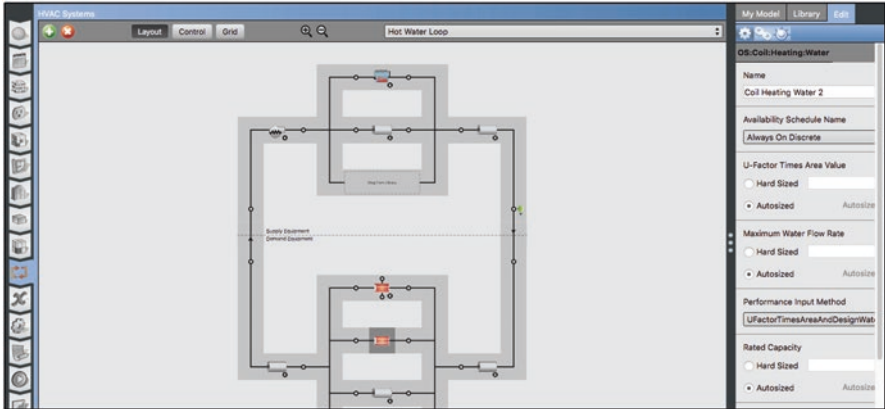 HVAC Systems
Layout
Control
Grid
Hot Water Loop
My Model
Library
Edit
OS:Coil:Heating:Water
Name
Coil Heating Water 2
Availability Schedule Name
Always On Discrete
U-Factor Times Area Value
Hard Sized
Autosized
Autosize
Maximum Water Flow Rate
Hard Sized
Autosized
Autosize
Performance Input Method
UFactorTimesAreaAndDesignWate
Rated Capacity
Hard Sized
Autosized
Autosize
Drag From Library
Supply Equipment
Demand Equipment